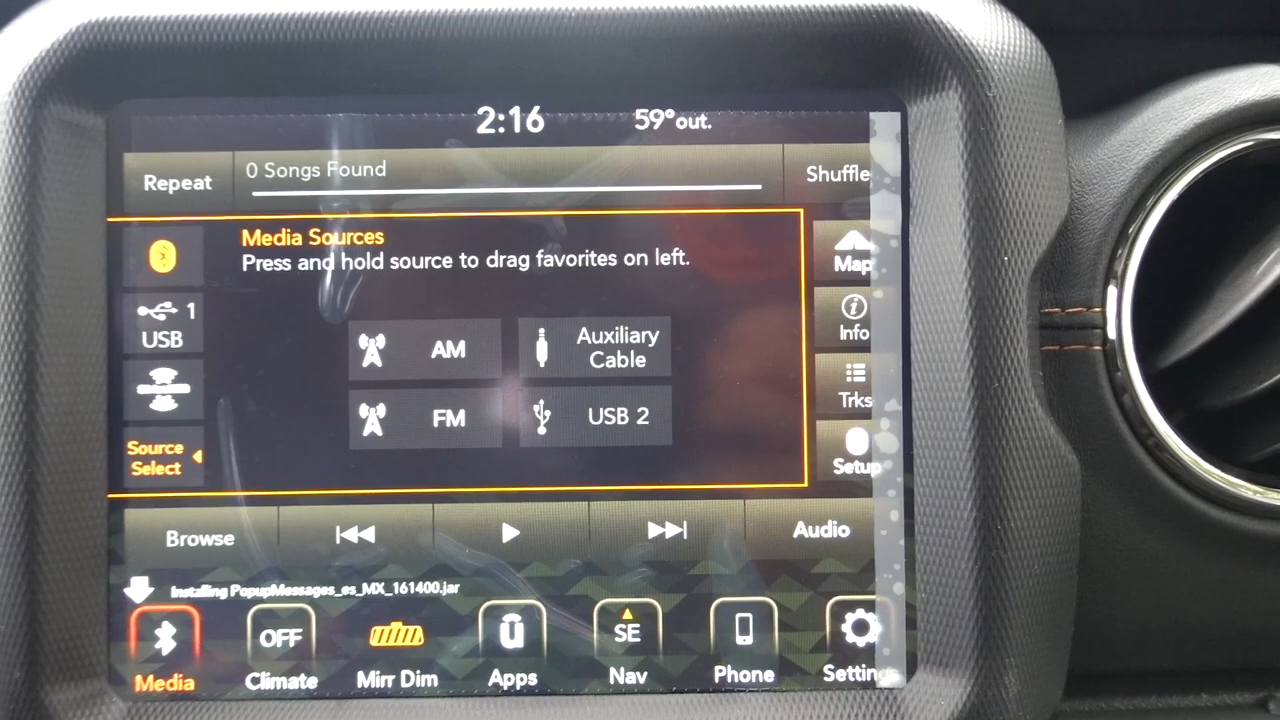 2:16
59° out.
Repeat
0 Songs Found
Shuffle
Media Sources
Press and hold source to drag favorites on left.
1
USB
Source
Select
AM
Auxiliary
Cable
FM
USB 2
Map
Info
Trks
Setup
Browse
Audio
Installing PopupMessages_es_MX_161400.jar
OFF
SE
Media
Climate
Mirr Dim
Apps
Nav
Phone
Setting